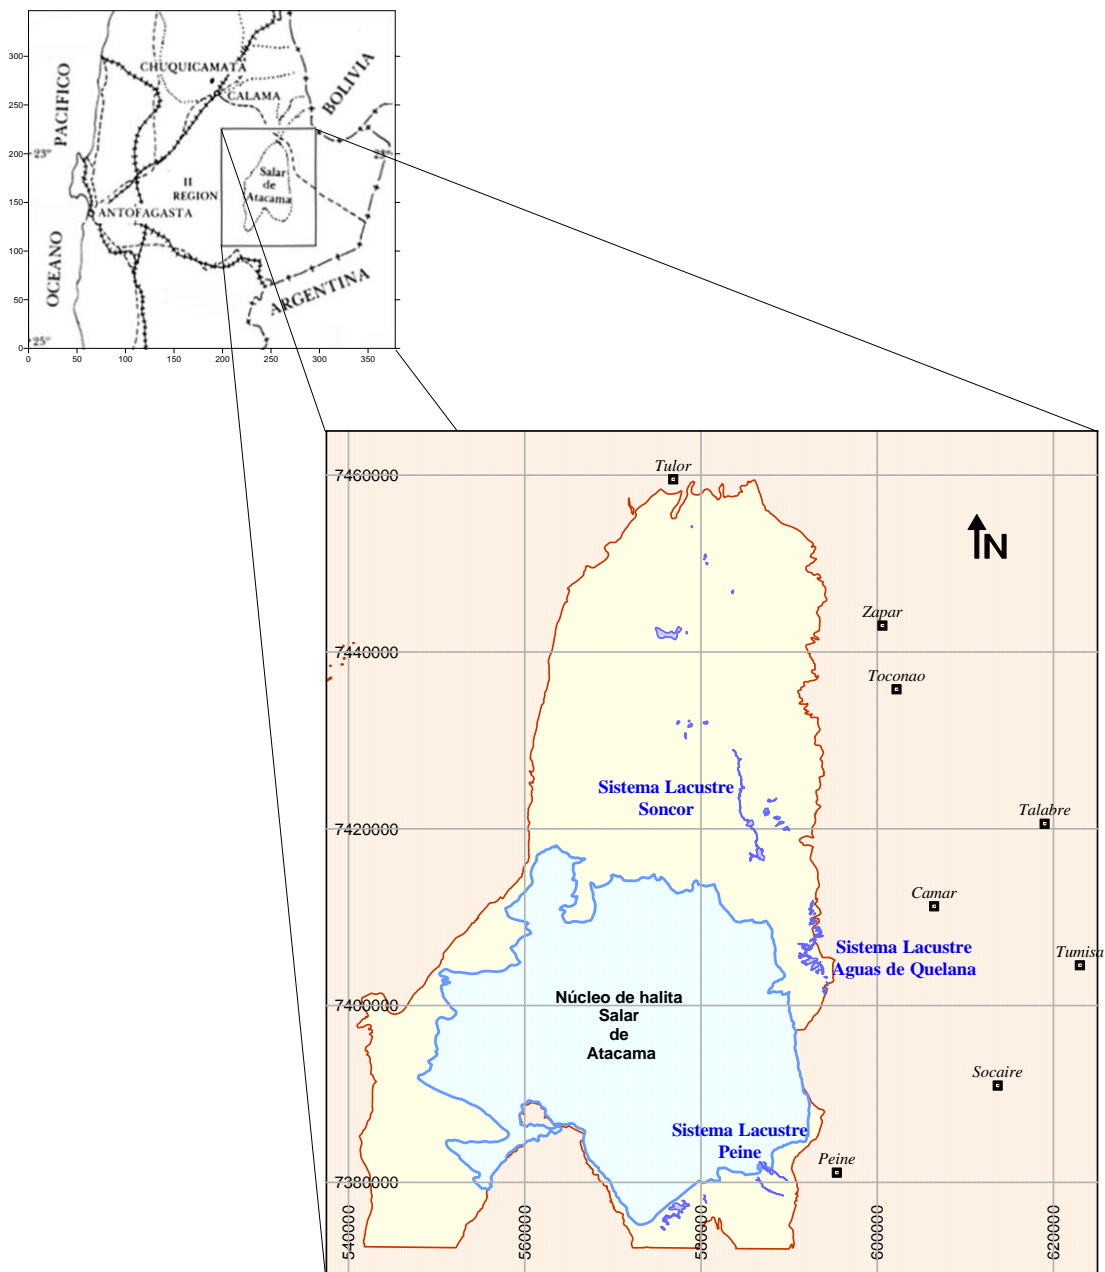 350
300
200
150
100
50
0
0
50
100
150
200
250
300
350
CHUQUICAMATA
CALAMA
BOLIVIA
PACIFICO
23°
23°
II
REGION
Salar
de
Atacama
ANTOFAGASTA
OCEANO
ARGENTINA
25°
7460000
7440000
7420000
7400000
7380000
540000
560000
580000
600000
620000
Tulor
N
Zapar
Toconao
Sistema Lacustre
Soncor
Talabre
Camar
Sistema Lacustre
Aguas de Quelana
Tumisa
Núcleo de halita
Salar
de
Atacama
Socaire
Sistema Lacustre
Peine
Peine